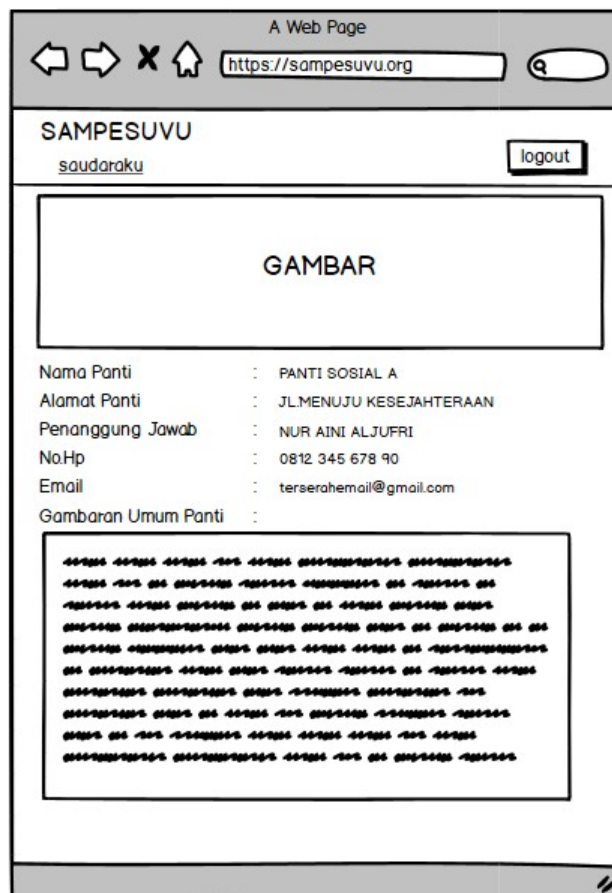 A Web Page
https://sampesuvu.org
SAMPESUVU
saudaraku
logout
GAMBAR
Nama Panti : PANTI SOSIAL A
Alamat Panti : JL.MENUJU KESEJAHTERAAN
Penanggung Jawab : NUR AINI ALJUFRI
No.Hp : 0812 345 678 90
Email : terserahemail@gmail.com
Gambaran Umum Panti :